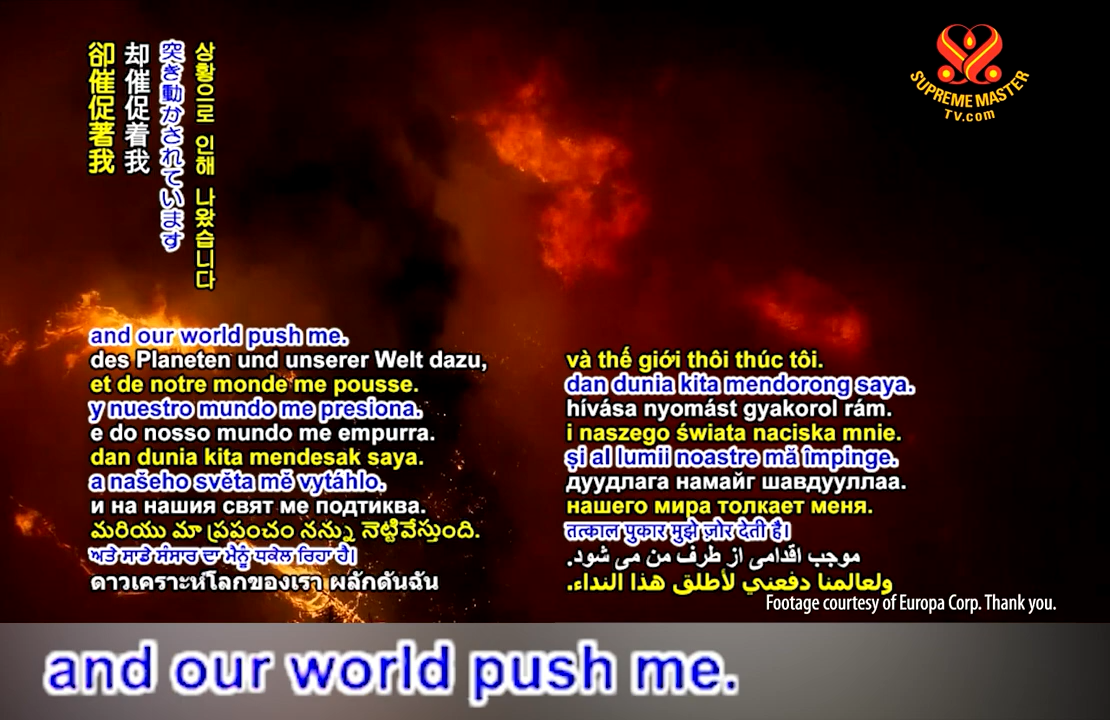 卻催促著我
却催促着我
突き動かされています
상황으로 인해 나왔습니다
SUPREME MASTER
TV.com
and our world push me.
des Planeten und unserer Welt dazu,
et de notre monde me pousse.
y nuestro mundo me presiona.
e do nosso mundo me empurra.
dan dunia kita mendesak saya.
a našeho světa mě vytáhlo.
и на нашия свят ме подтиква.
మరియు మా ప్రపంచం నన్ను నెట్టివేస్తుంది.
ਅਤੇ ਸਾਡੇ ਸੰਸਾਰ ਦਾ ਮੈਨੂੰ ਧਕੇਲ ਰਿਹਾ ਹੈ।
ดาวเคราะห์โลกของเรา ผลักดันฉัน
và thế giới thôi thúc tôi.
dan dunia kita mendorong saya.
hívása nyomást gyakorol rám.
i naszego świata naciska mnie.
și al lumii noastre mă împinge.
дуудлага намайг шавдууллаа.
нашего мира толкает меня.
तत्काल पुकार मुझे ज़ोर देती है।
موجب اقدامی از طرف من می شود.
ولعالمنا دفعني لأطلق هذا النداء.
Footage courtesy of Europa Corp. Thank you.
and our world push me.